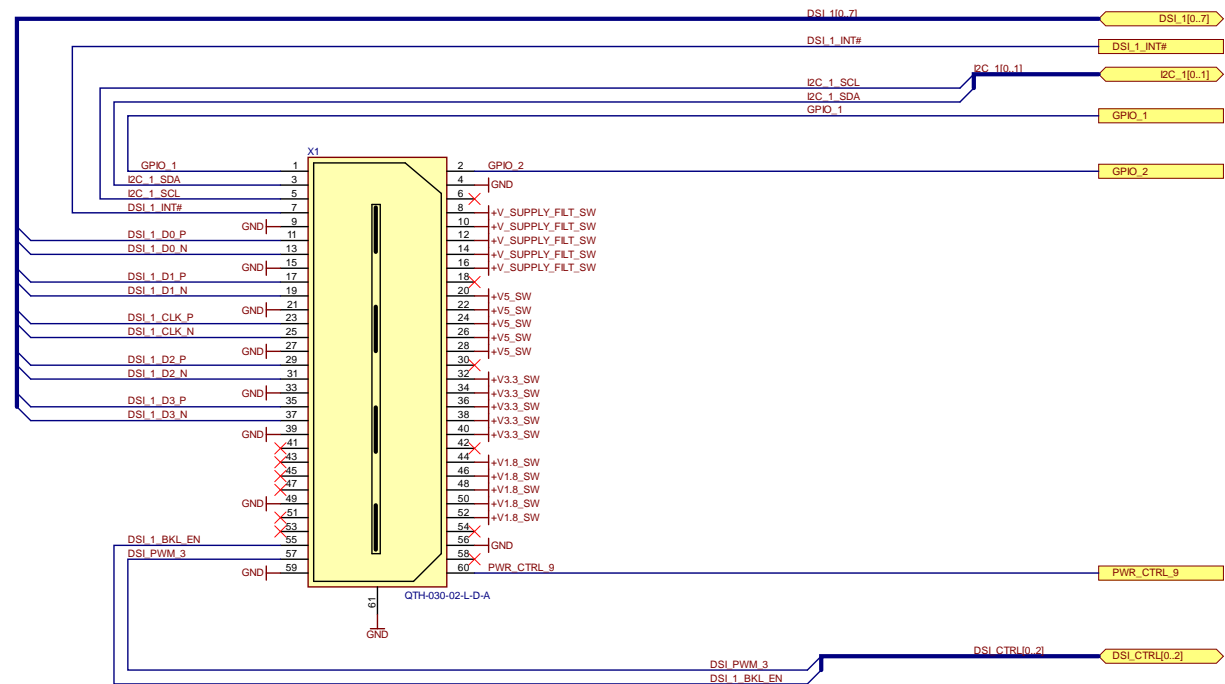 DSI_1[0..7] DSI_1[0..7]
DSI_1_INT# DSI_1_INT#
I2C_1[0..1] I2C_1[0..1]
I2C_1_SCL
I2C_1_SDA
GPIO_1 GPIO_1
X1
GPIO_1 1 2 GPIO_2 GPIO_2
I2C_1_SDA 3 4 GND
I2C_1_SCL 5 6
DSI_1_INT# 7 8 +V_SUPPLY_FILT_SW
GND 9 10 +V_SUPPLY_FILT_SW
DSI_1_D0_P 11 12 +V_SUPPLY_FILT_SW
DSI_1_D0_N 13 14 +V_SUPPLY_FILT_SW
GND 15 16 +V_SUPPLY_FILT_SW
DSI_1_D1_P 17 18
DSI_1_D1_N 19 20 +V5_SW
GND 21 22 +V5_SW
DSI_1_CLK_P 23 24 +V5_SW
DSI_1_CLK_N 25 26 +V5_SW
GND 27 28 +V5_SW
DSI_1_D2_P 29 30
DSI_1_D2_N 31 32 +V3.3_SW
GND 33 34 +V3.3_SW
DSI_1_D3_P 35 36 +V3.3_SW
DSI_1_D3_N 37 38 +V3.3_SW
GND 39 40 +V3.3_SW
41 42
43 44 +V1.8_SW
45 46 +V1.8_SW
47 48 +V1.8_SW
GND 49 50 +V1.8_SW
51 52 +V1.8_SW
53 54
DSI_1_BKL_EN 55 56 GND
DSI_PWM_3 57 58
GND 59 60 PWR_CTRL_9 PWR_CTRL_9
61
QTH-030-02-L-D-A
GND
DSI_CTRL[0..2] DSI_CTRL[0..2]
DSI_PWM_3
DSI_1_BKL_EN